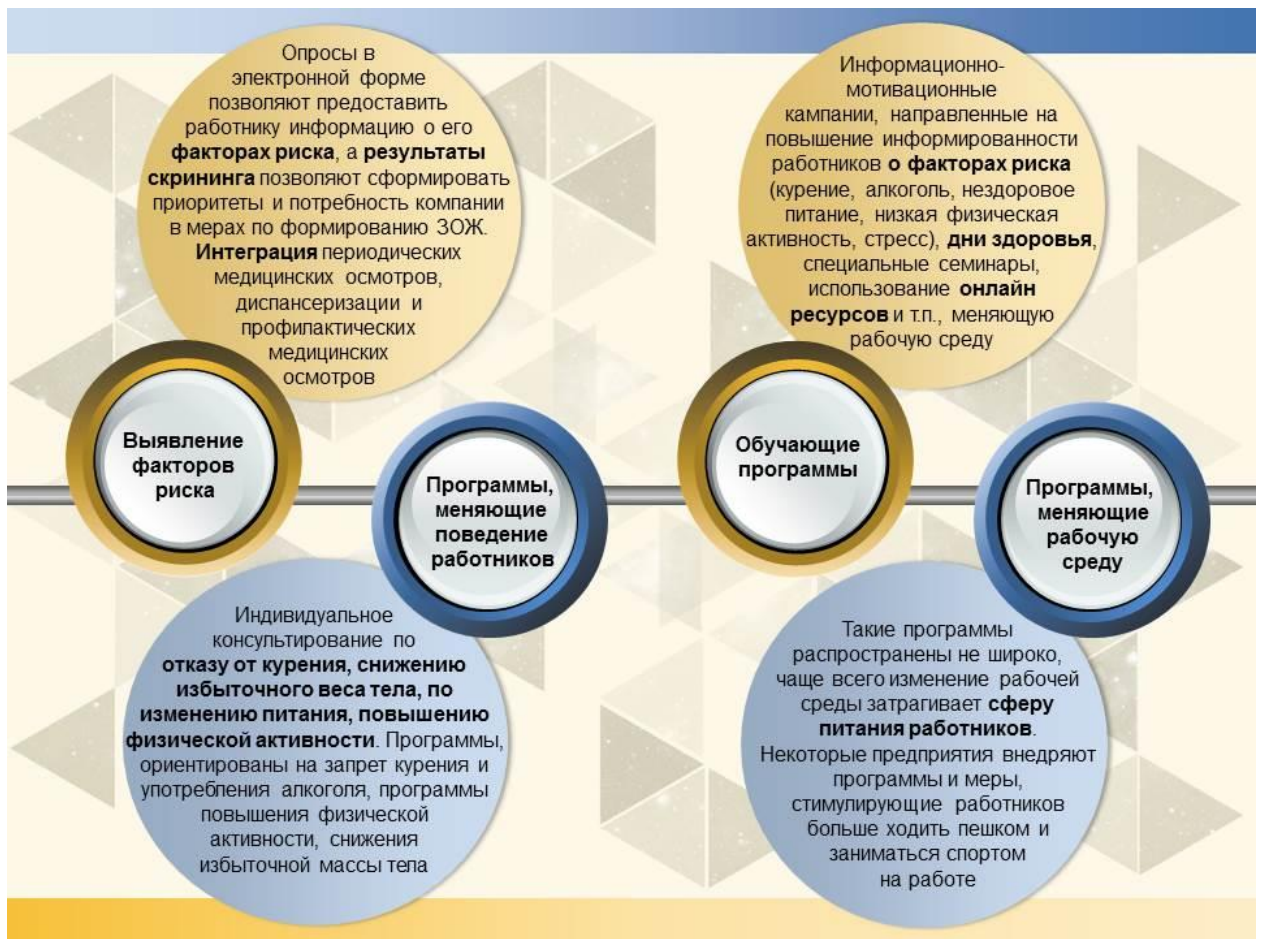 Опросы в
электронной форме
позволяют предоставить
работнику информацию о его
факторах риска, а результаты
скрининга позволяют сформировать
приоритеты и потребность компании
в мерах по формированию ЗОЖ.
Интеграция периодических
медицинских осмотров,
диспансеризации и
профилактических
медицинских
осмотров
Выявление
факторов
риска
Программы,
меняющие
поведение
работников
Индивидуальное
консультирование по
отказу от курения, снижению
избыточного веса тела, по
изменению питания, повышению
физической активности. Программы,
ориентированы на запрет курения и
употребления алкоголя, программы
повышения физической
активности, снижения
избыточной массы тела
Информационно-
мотивационные
кампании, направленные на
повышение информированности
работников о факторах риска
(курение, алкоголь, нездоровое
питание, низкая физическая
активность, стресс), дни здоровья,
специальные семинары,
использование онлайн
ресурсов и т.п., меняющую
рабочую среду
Обучающие
программы
Программы,
меняющие
рабочую
среду
Такие программы
распространены не широко,
чаще всего изменение рабочей
среды затрагивает сферу
питания работников.
Некоторые предприятия внедряют
программы и меры,
стимулирующие работников
больше ходить пешком и
заниматься спортом
на работе